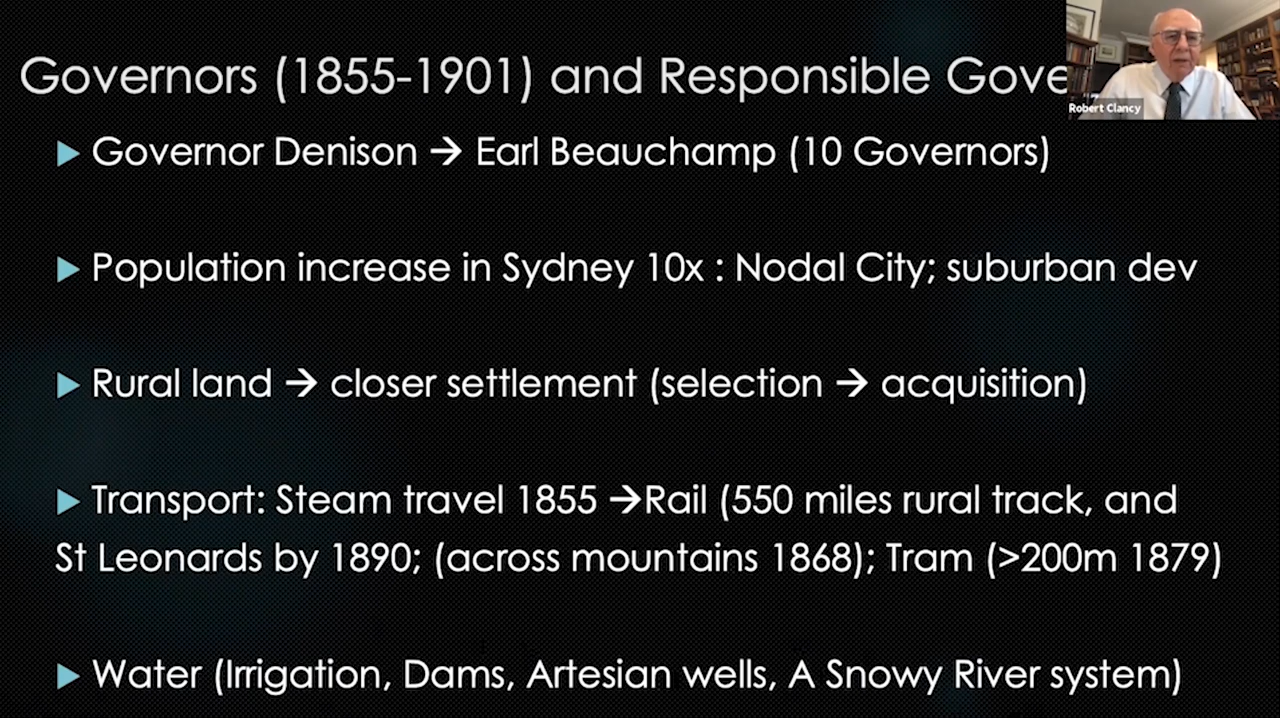 Governors (1855-1901) and Responsible Gove
Robert Clancy
Governor Denison → Earl Beauchamp (10 Governors)
Population increase in Sydney 10x : Nodal City; suburban dev
Rural land → closer settlement (selection → acquisition)
Transport: Steam travel 1855 →Rail (550 miles rural track, and
St Leonards by 1890; (across mountains 1868); Tram (>200m 1879)
Water (Irrigation, Dams, Artesian wells, A Snowy River system)